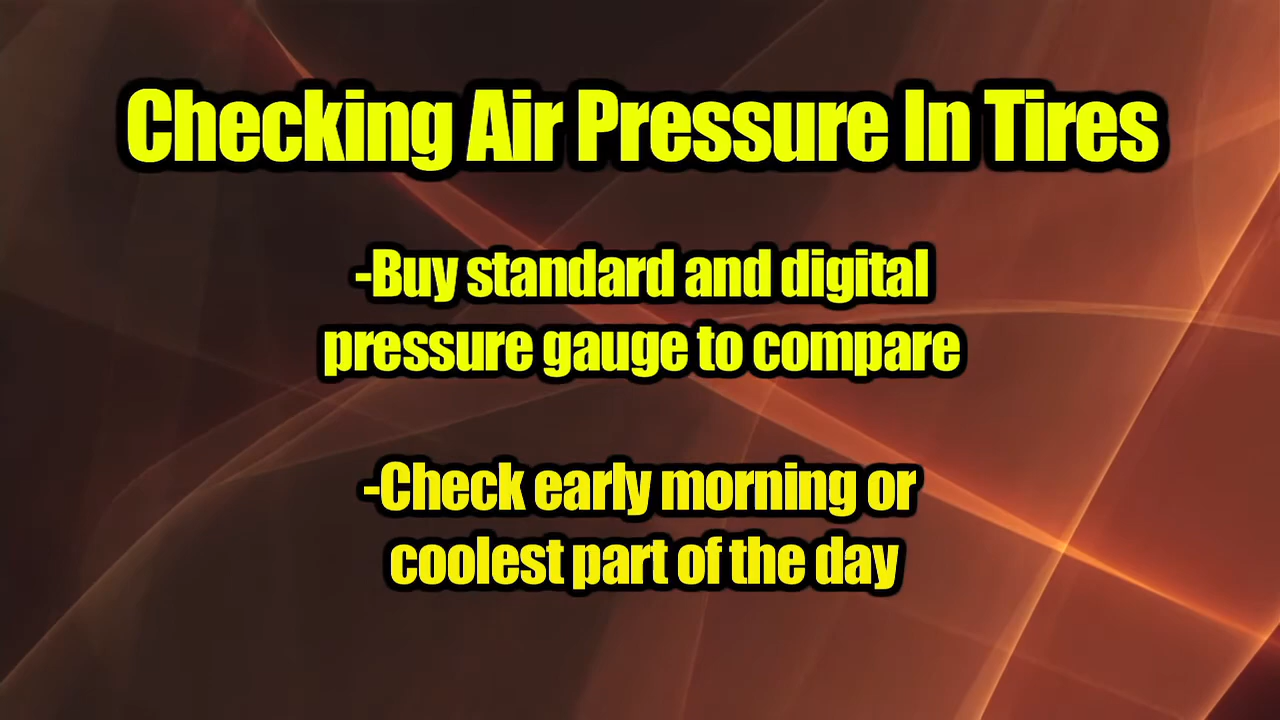 Checking Air Pressure In Tires
-Buy standard and digital
pressure gauge to compare
-Check early morning or
coolest part of the day